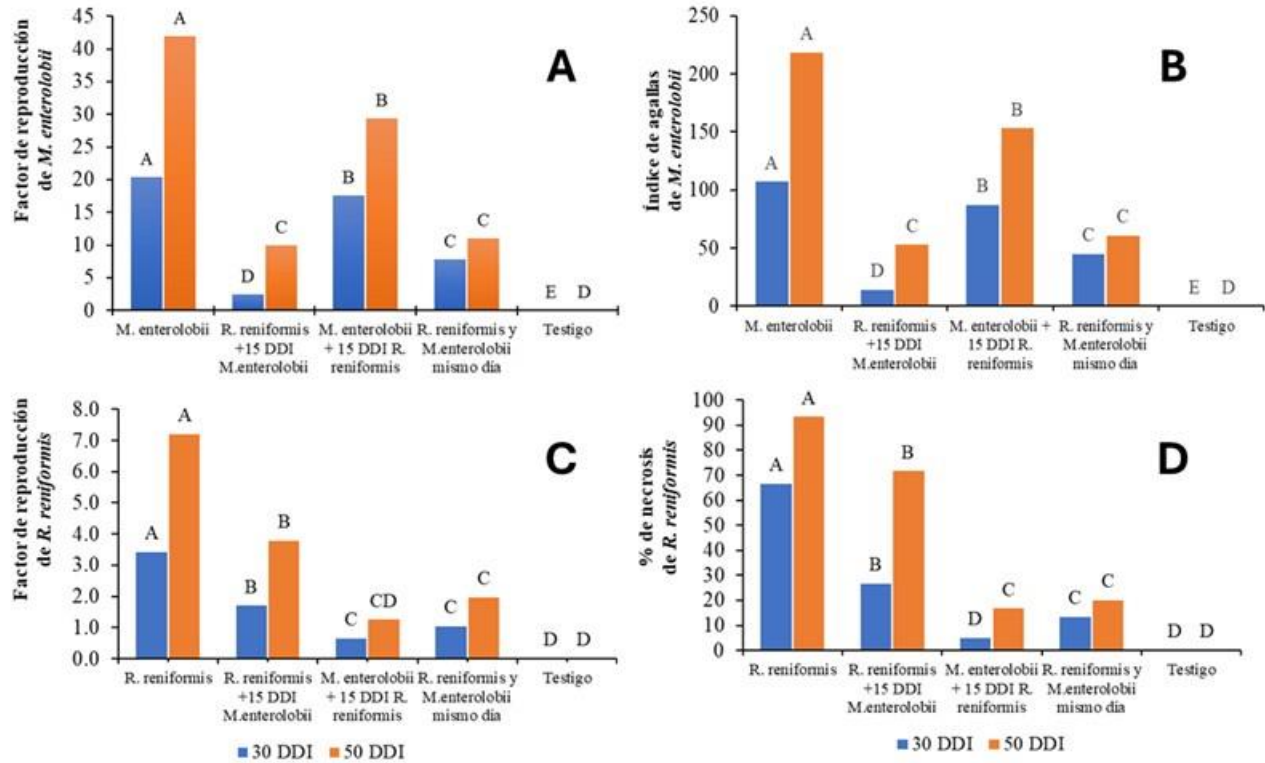 Factor de reproducción
de M. enterolobii
45
40
35
30
25
20
15
10
5
0
A
A
D
C
B
B
C
C
E D
A
M. enterolobii
R. reniformis
+15 DDI
M.enterolobii
M. enterolobii
+ 15 DDI R.
reniformis
R. reniformis y
M.enterolobii
mismo día
Testigo
Índice de agallas
de M. enterolobii
250
200
150
100
50
0
A
A
D
C
B
B
C
C
E D
B
M. enterolobii
R. reniformis
+15 DDI
M.enterolobii
M. enterolobii +
15 DDI R.
reniformis
R. reniformis y
M.enterolobii
mismo día
Testigo
Factor de reproducción
de R. reniformis
8.0
7.0
6.0
5.0
4.0
3.0
2.0
1.0
0.0
A
A
B
B
C
CD
C
C
D D
C
R. reniformis
R. reniformis
+15 DDI
M.enterolobii
M. enterolobii
+ 15 DDI R.
reniformis
R. reniformis y
M.enterolobii
mismo día
Testigo
30 DDI 50 DDI
% de necrosis
de R. reniformis
100
90
80
70
60
50
40
30
20
10
0
A
A
B
B
D
C
C
C
D D
D
R. reniformis
R. reniformis
+15 DDI
M.enterolobii
M. enterolobii
+ 15 DDI R.
reniformis
R. reniformis y
M.enterolobii
mismo día
Testigo
30 DDI 50 DDI